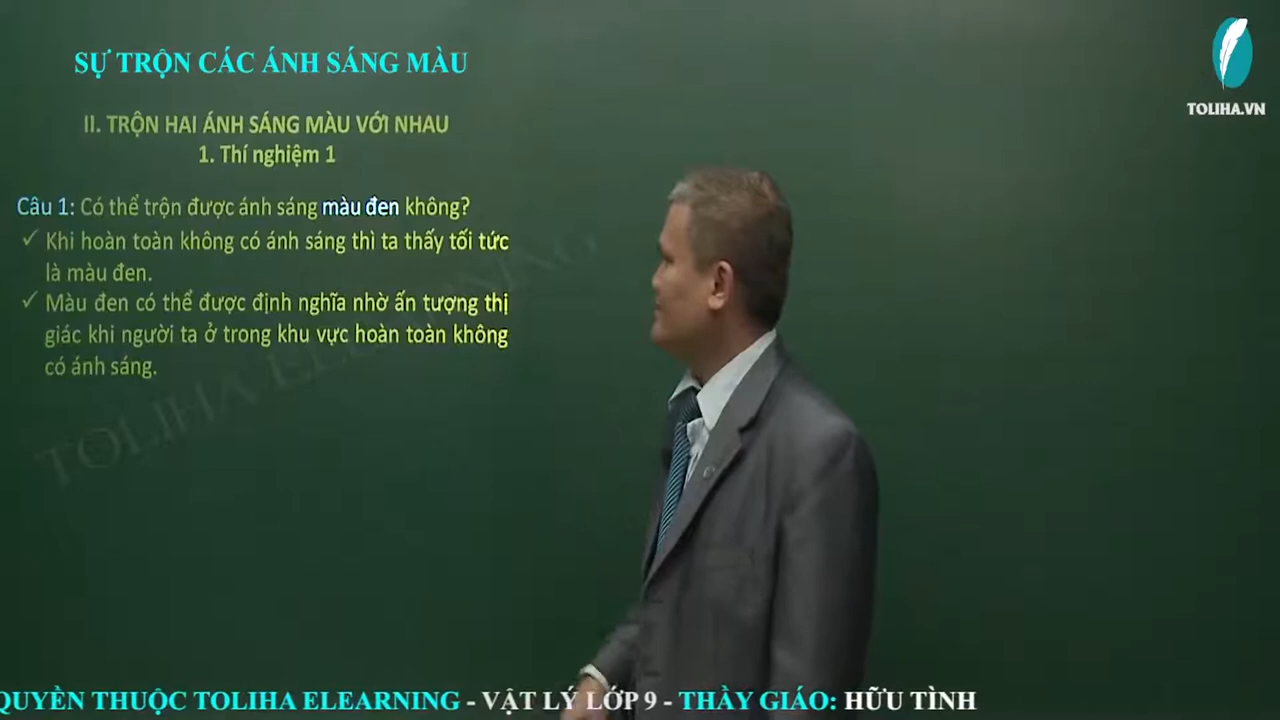 SỰ TRỘN CÁC ÁNH SÁNG MÀU
TOLIHA.VN
II. TRỘN HAI ÁNH SÁNG MÀU VỚI NHAU
1. Thí nghiệm 1
Câu 1: Có thể trộn được ánh sáng màu đen không?
✓ Khi hoàn toàn không có ánh sáng thì ta thấy tối tức
là màu đen.
✓ Màu đen có thể được định nghĩa nhờ ấn tượng thị
giác khi người ta ở trong khu vực hoàn toàn không
có ánh sáng.
TOLIHA ELEARNING
QUYỀN THUỘC TOLIHA ELEARNING - VẬT LÝ LỚP 9 - THẦY GIÁO: HỮU TÌNH